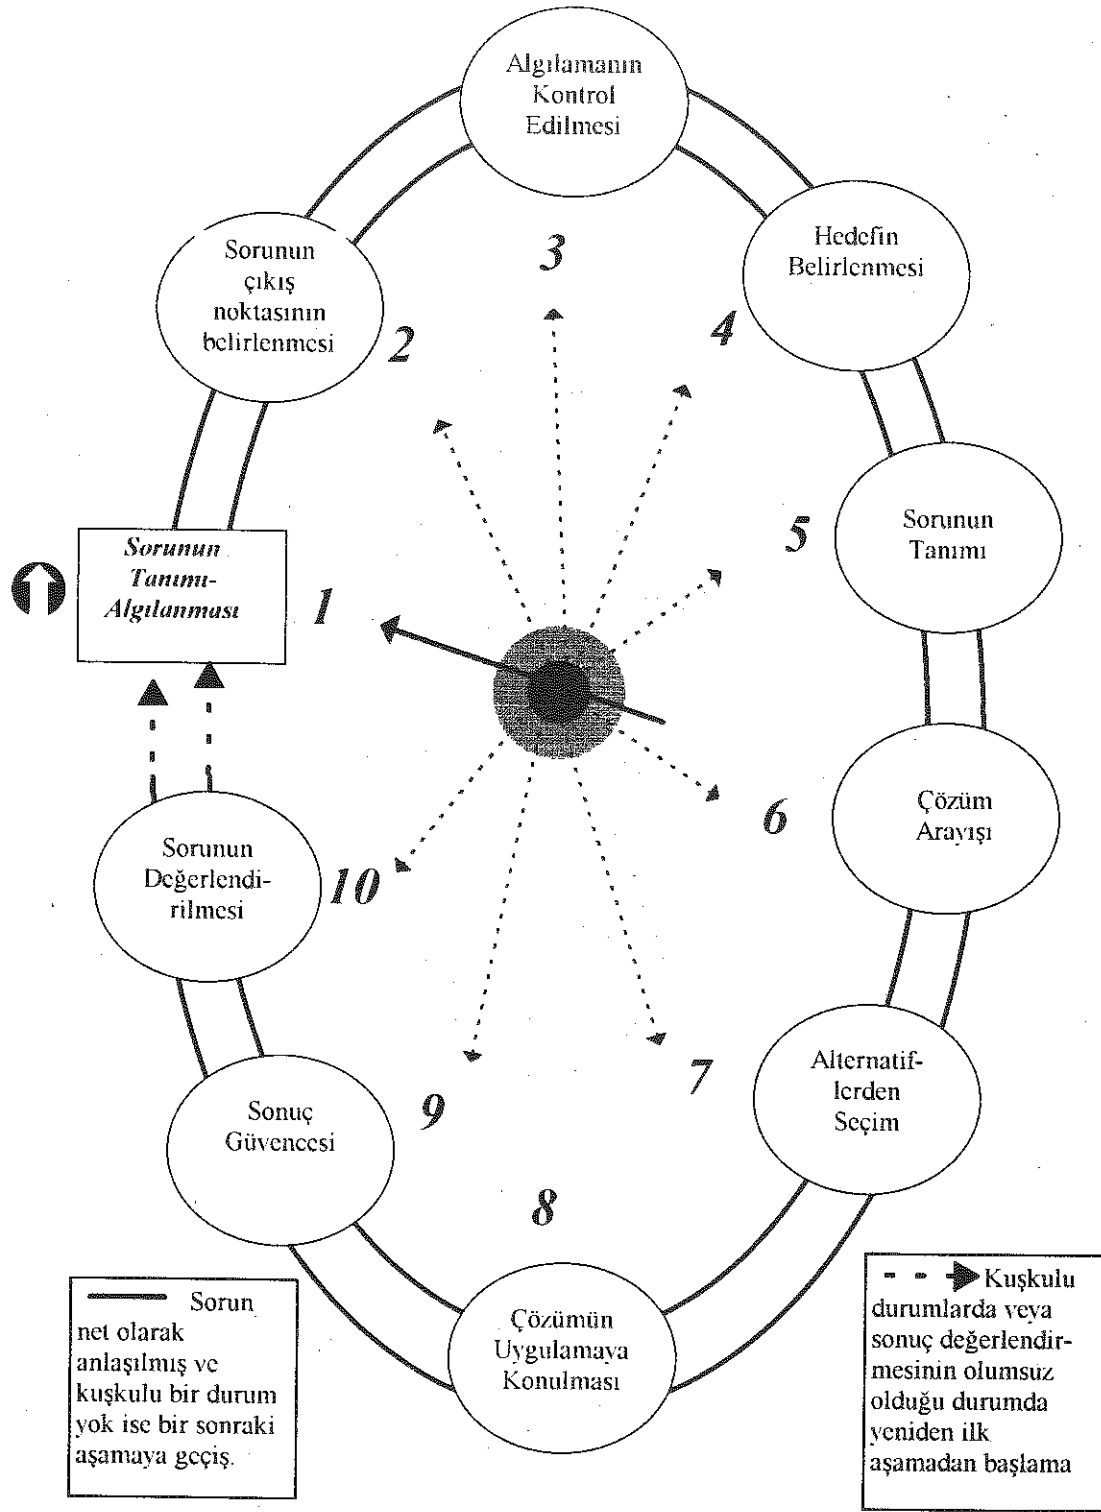 Algılamanın
Kontrol
Edilmesi
3
Hedefin
Belirlenmesi
4
Sorunun
çıkış
noktasının
belirlenmesi
2
Sorunun
Tanımı
5
Sorunun
Tanımı-
Algılanması
1
Çözüm
Arayışı
6
Sorunun
Değerlendi-
rilmesi
10
Alternatif-
lerden
Seçim
7
Sonuç
Güvencesi
9
8
Çözümün
Uygulamaya
Konulması
Sorun
net olarak
anlaşılmış ve
kuşkulu bir durum
yok ise bir sonraki
aşamaya geçiş.
Kuşkulu
durumlarda veya
sonuç değerlendir-
mesinin olumsuz
olduğu durumda
yeniden ilk
aşamadan başlama